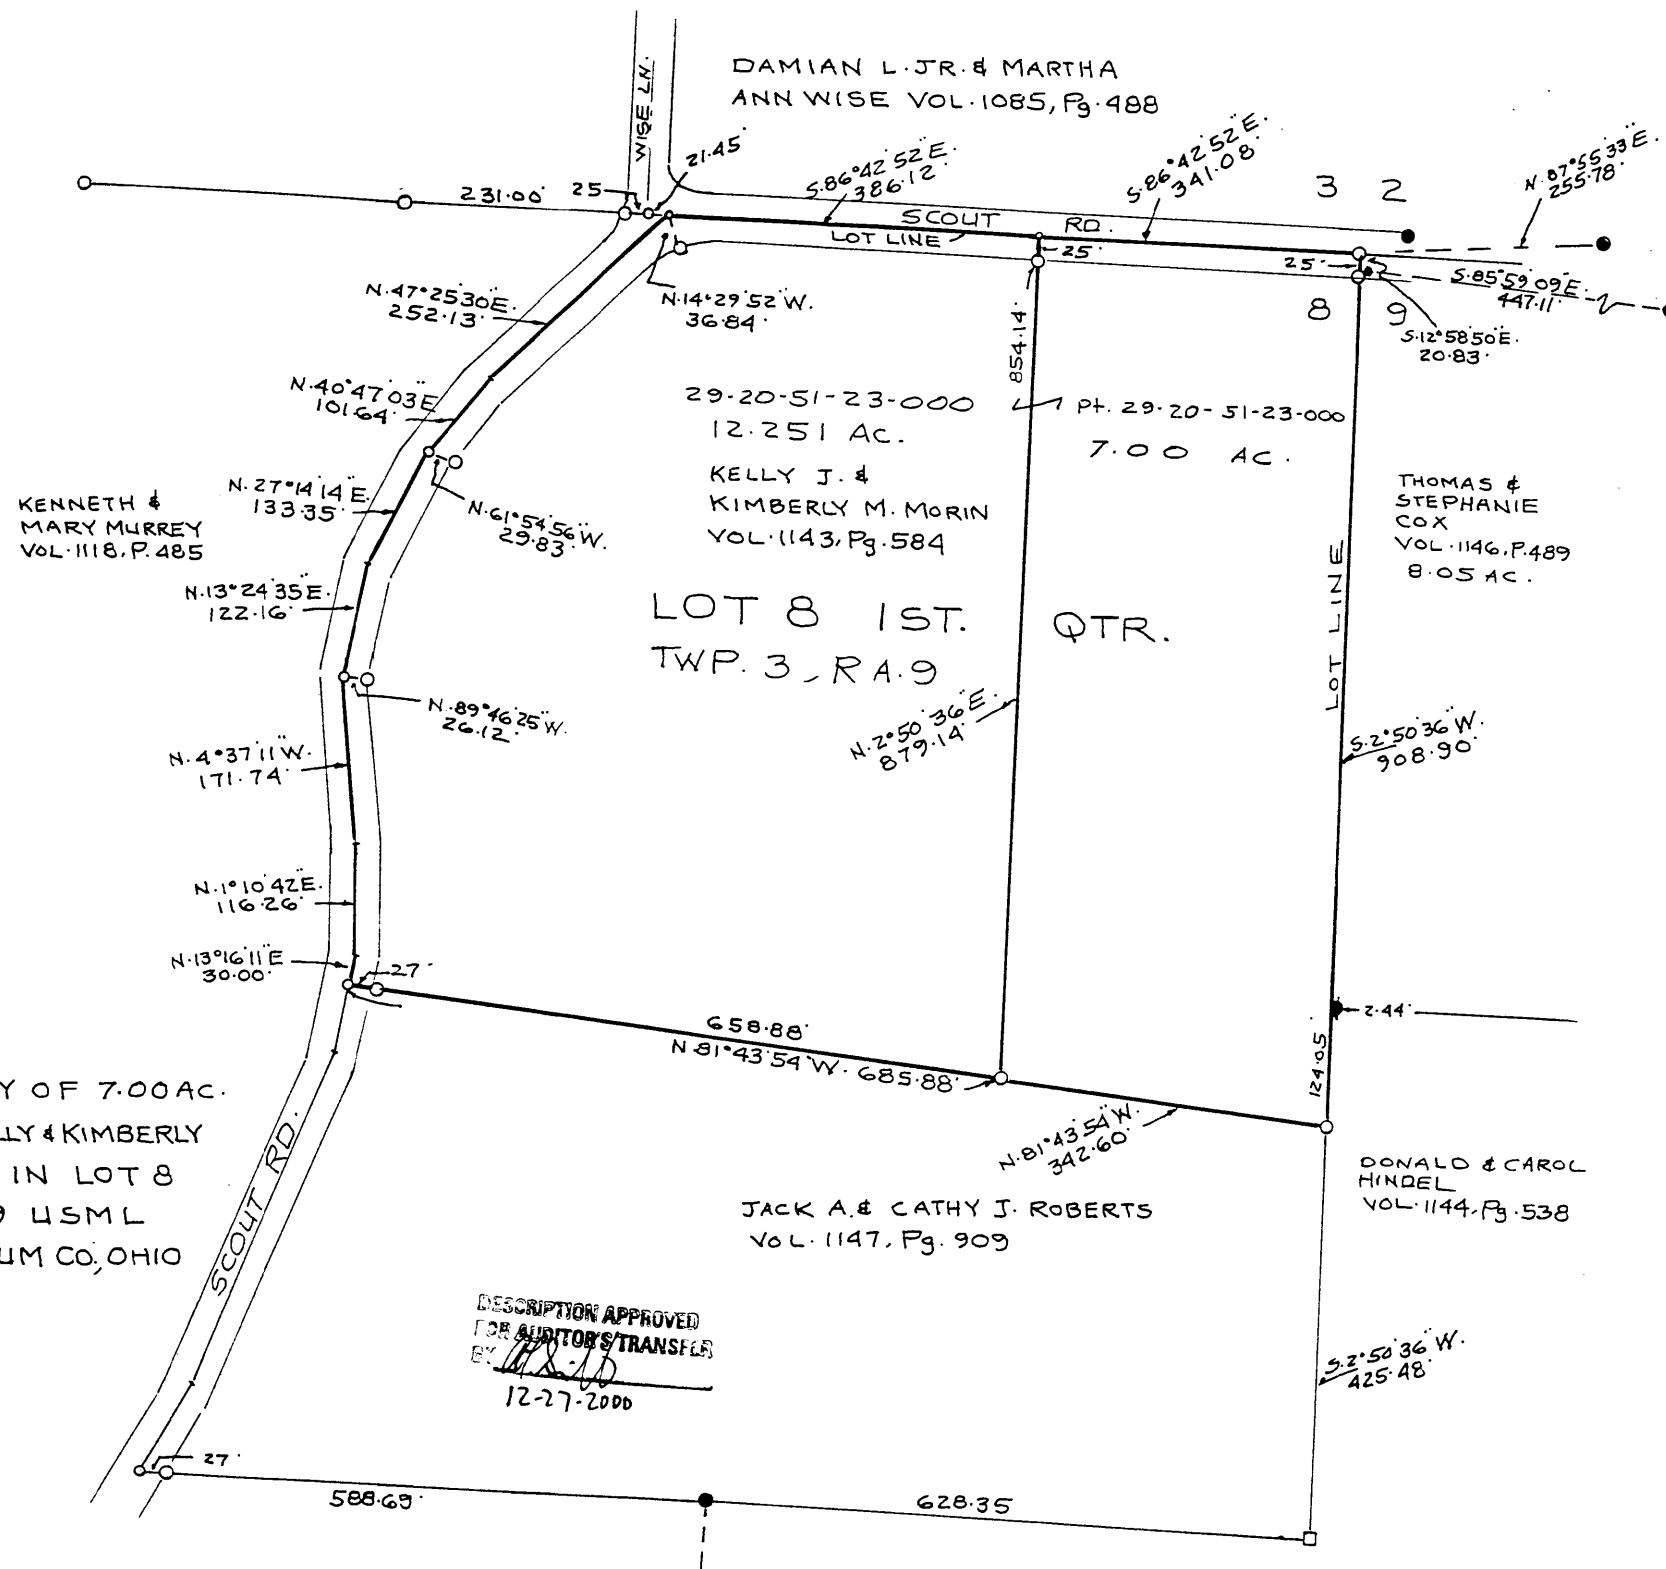 DAMIAN L. JR. & MARTHA
ANN WISE VOL. 1085, Pg. 488
WISE LN.
21.45'
231.00'
25
S.86°42'52"E.
386.12'
S.86°42'52"E.
341.08'
3 2
N.87°55'33"E.
255.78'
SCOUT RD.
LOT LINE
25'
25'
S.85°59'09"E.
447.11'
8 9
S.12°58'50"E.
20.83'
N.47°25'30"E.
252.13'
N.14°29'52"W.
36.84'
854.14'
N.40°47'03"E
101.64'
29-20-51-23-000
12.251 AC.
Pt. 29-20-51-23-000
7.00 AC.
KELLY J. &
KIMBERLY M. MORIN
VOL. 1143, Pg. 584
KENNETH &
MARY MURREY
VOL. 1118, P. 485
N.27°14'14"E.
133.35'
N.61°54'56"W.
29.83'
THOMAS &
STEPHANIE
COX
VOL. 1146, P. 489
8.05 AC.
LOT LINE
N.13°24'35"E.
122.16'
LOT 8 1ST. QTR.
TWP. 3, RA. 9
N.89°46'25"W.
26.12'
N.2°50'36"E.
879.14'
S.2°50'36"W.
908.90'
N.4°37'11"W.
171.74'
N.1°10'42"E.
116.26'
N.13°16'11"E
30.00'
27'
2.44'
124.05'
658.88'
N.81°43'54"W. 685.88'
N.81°43'54"W.
342.60'
Y OF 7.00 AC.
LLY & KIMBERLY
IN LOT 8
9 USML
UM CO., OHIO
SCOUT RD.
JACK A. & CATHY J. ROBERTS
VOL. 1147, Pg. 909
DONALD & CAROL
HINDEL
VOL. 1144, Pg. 538
DESCRIPTION APPROVED
FOR AUDITOR'S TRANSFER
BY
12-27-2000
S.2°50'36"W.
425.48'
27'
588.69'
628.35